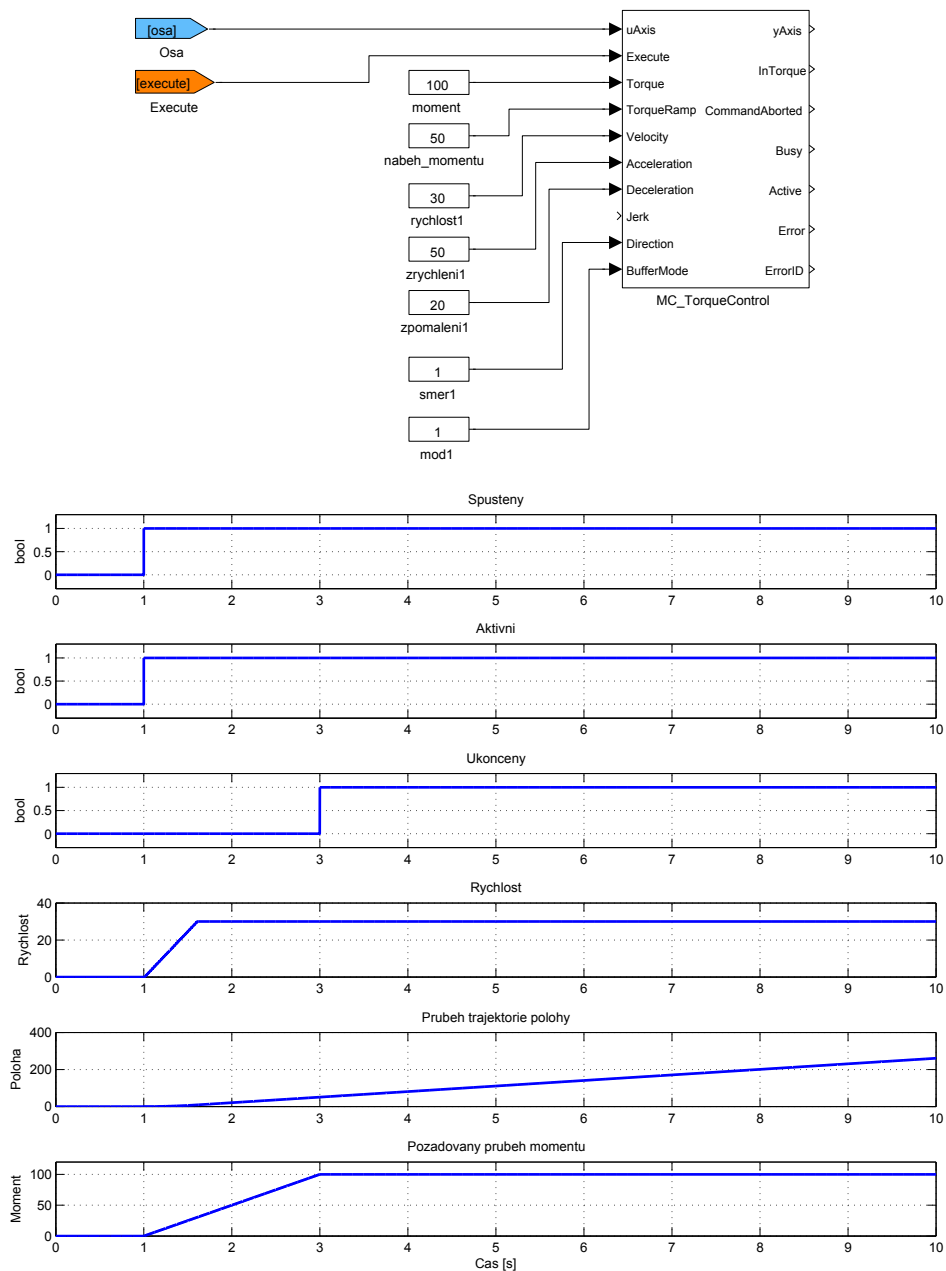 [osa]
Osa
[execute]
Execute
100
moment
50
nabeh_momentu
30
rychlost1
50
zrychleni1
20
zpomaleni1
1
smer1
1
mod1
uAxis
Execute
Torque
TorqueRamp
Velocity
Acceleration
Deceleration
Jerk
Direction
BufferMode
yAxis
InTorque
CommandAborted
Busy
Active
Error
ErrorID
MC_TorqueControl
Spusteny
bool
1
0.5
0
0 1 2 3 4 5 6 7 8 9 10
Aktivni
bool
1
0.5
0
0 1 2 3 4 5 6 7 8 9 10
Ukonceny
bool
1
0.5
0
0 1 2 3 4 5 6 7 8 9 10
Rychlost
Rychlost
40
20
0
0 1 2 3 4 5 6 7 8 9 10
Prubeh trajektorie polohy
Poloha
400
200
0
0 1 2 3 4 5 6 7 8 9 10
Pozadovany prubeh momentu
Moment
100
50
0
0 1 2 3 4 5 6 7 8 9 10
Cas [s]